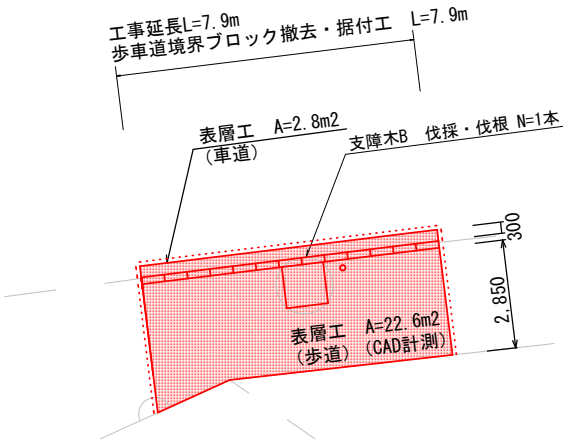 工事延長L=7.9m
歩車道境界ブロック撤去・据付工 L=7.9m
表層工 A=2.8m2
(車道)
支障木B 伐採・伐根 N=1本
300
2,850
表層工 A=22.6m2
(歩道)(CAD計測)